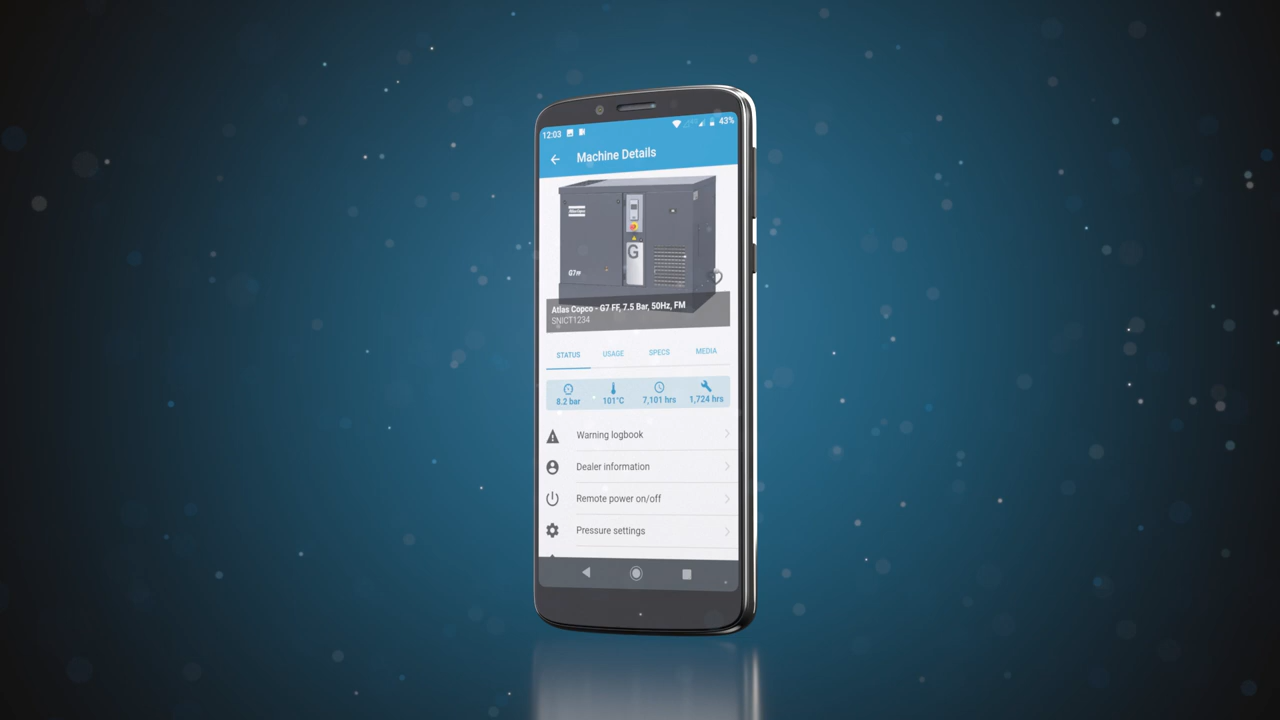 12:03 43%
Machine Details
Atlas Copco
G
G7FF
Atlas Copco - G7 FF, 7.5 Bar, 50Hz, FM
SNICT1234
STATUS USAGE SPECS MEDIA
8.2 bar 101°C 7,101 hrs 1,724 hrs
Warning logbook
Dealer information
Remote power on/off
Pressure settings